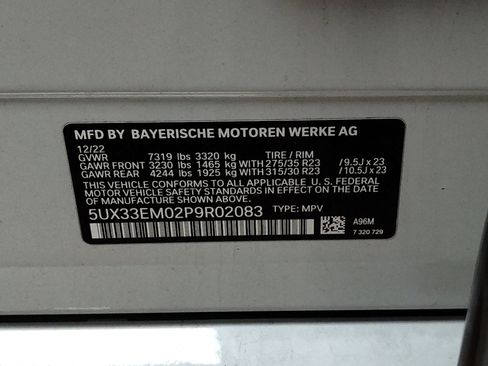 MFD BY BAYERISCHE MOTOREN WERKE AG
12/22
GVWR 7319 lbs 3320 kg TIRE / RIM
GAWR FRONT 3230 lbs 1465 kg WITH 275/35 R23 / 9.5J x 23
GAWR REAR 4244 lbs 1925 kg WITH 315/30 R23 / 10.5J x 23
THIS VEHICLE CONFORMS TO ALL APPLICABLE U. S. FEDERAL
MOTOR VEHICLE SAFETY STANDARDS IN EFFECT ON THE DATE
OF MANUFACTURE SHOWN ABOVE.
5UX33EM02P9R02083 TYPE: MPV
A96M
7 320 729